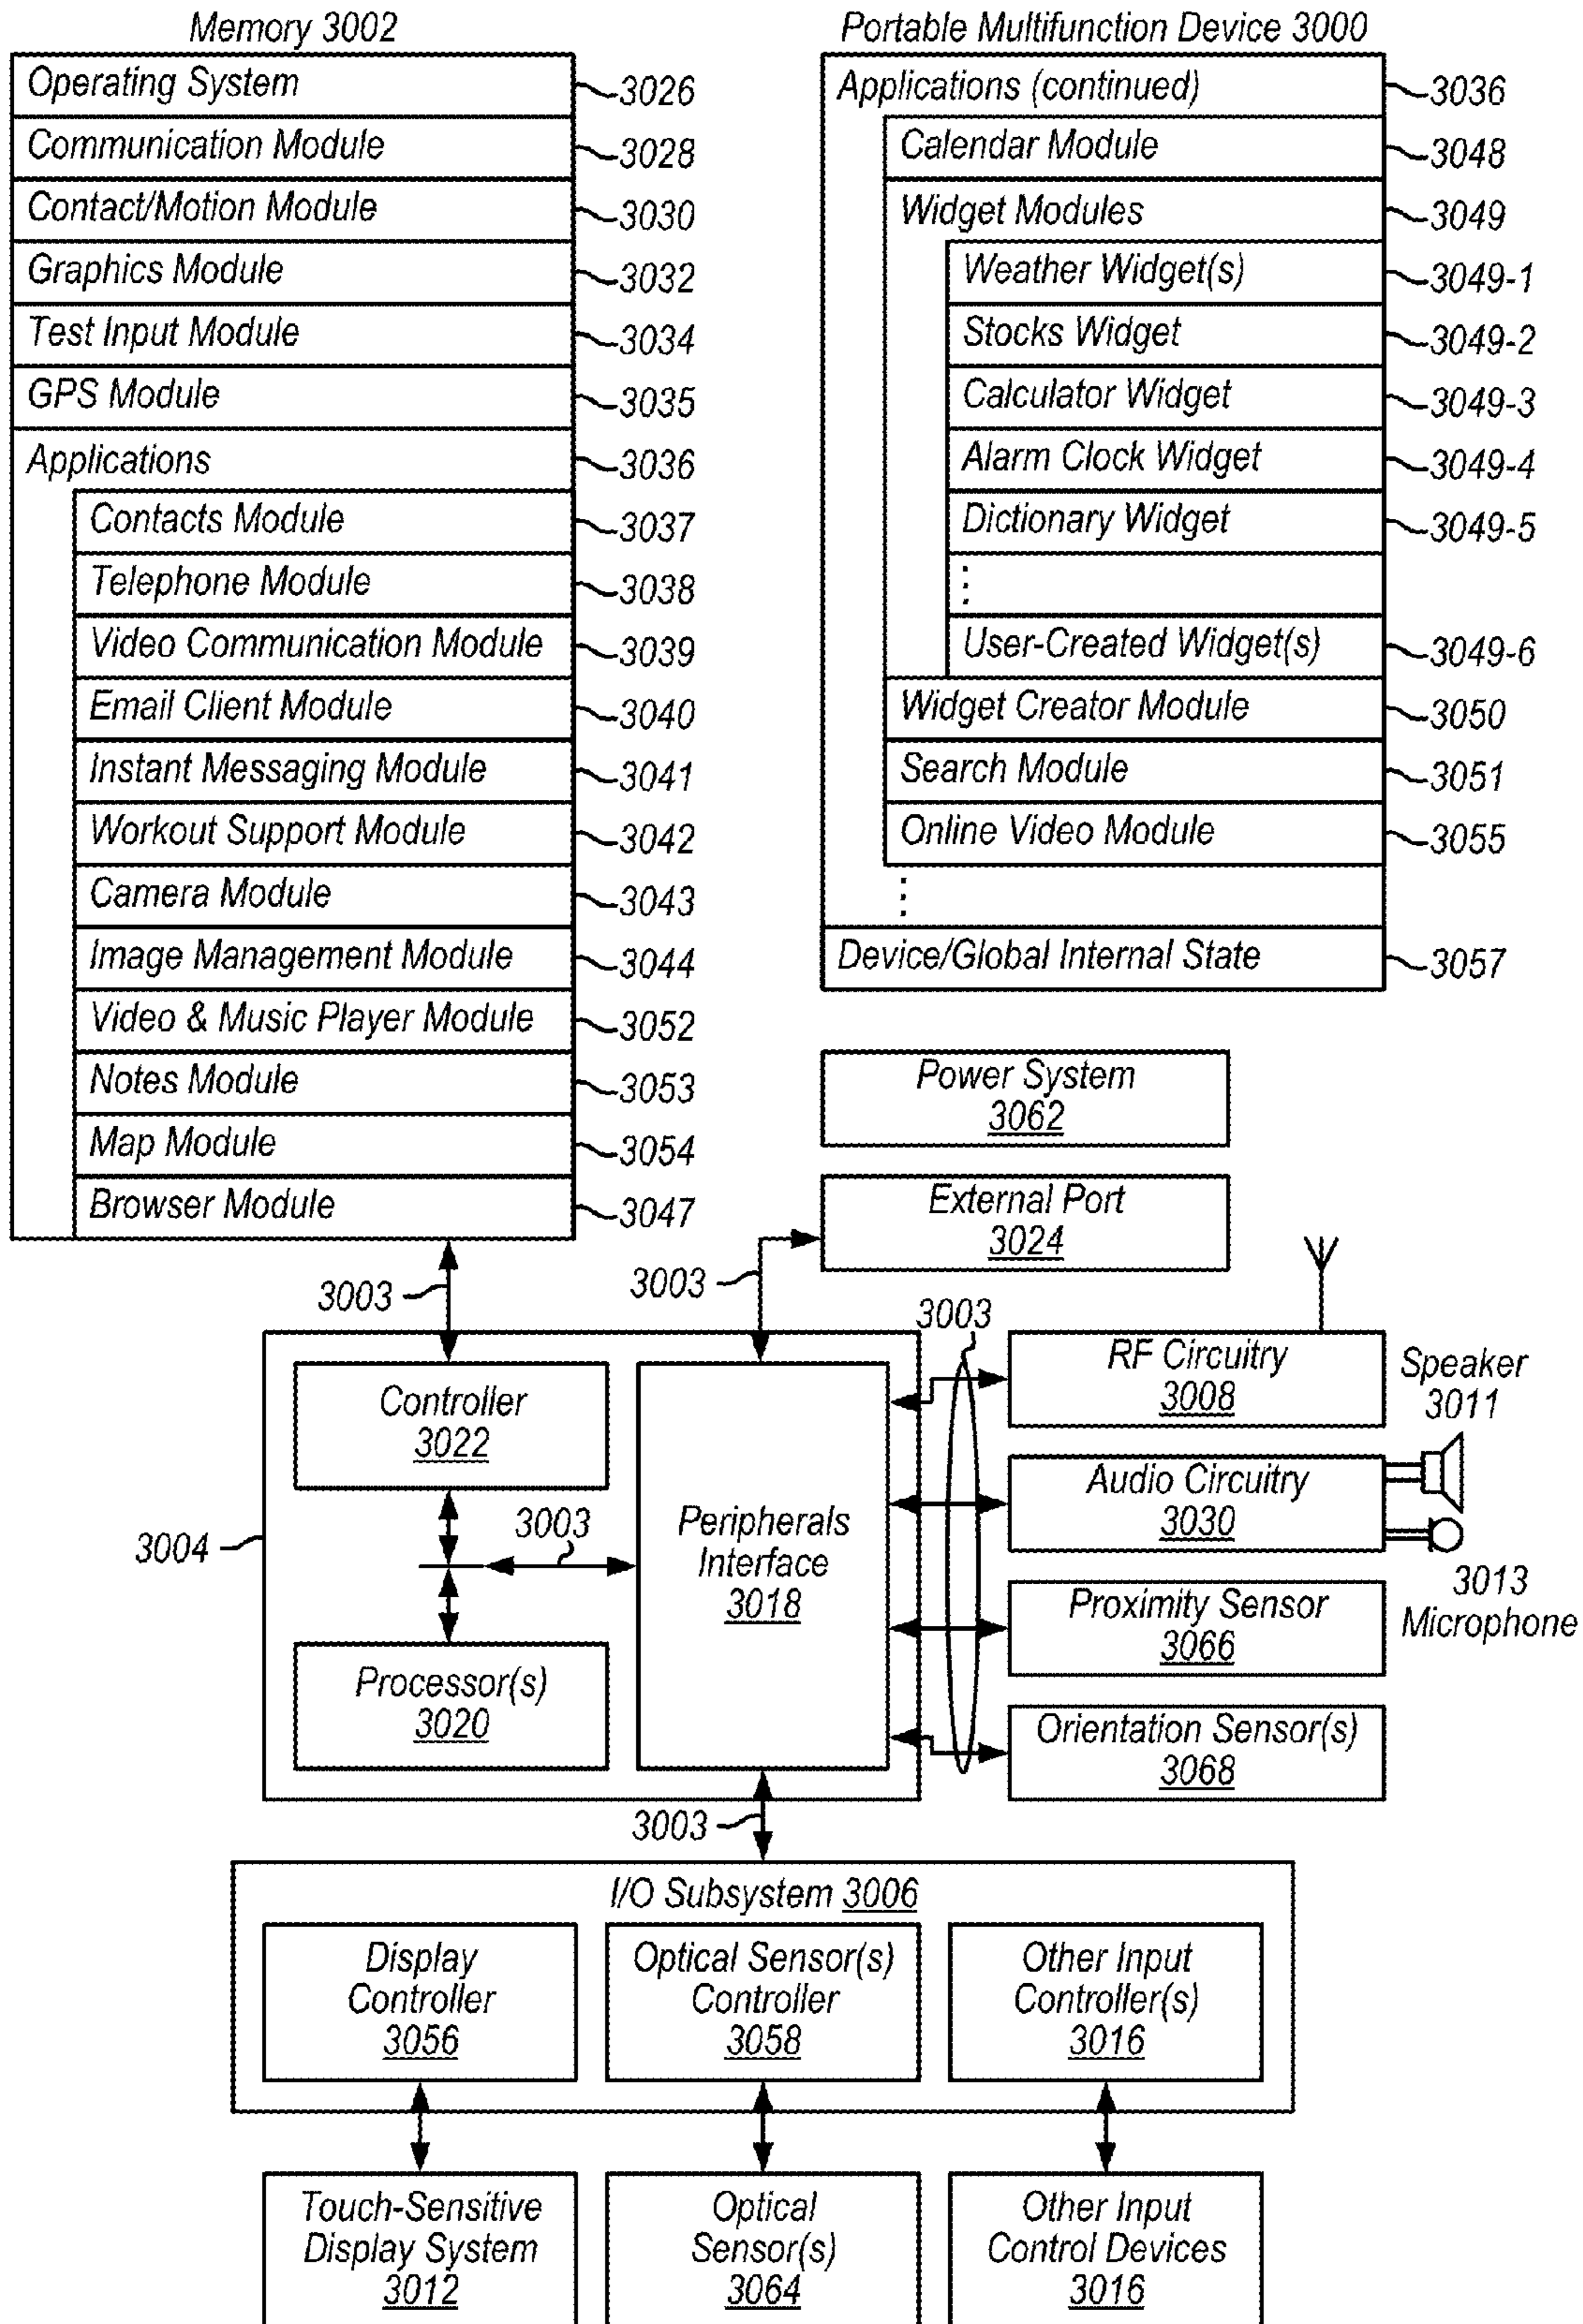 Memory 3002
Operating System 3026
Communication Module 3028
Contact/Motion Module 3030
Graphics Module 3032
Test Input Module 3034
GPS Module 3035
Applications 3036
Contacts Module 3037
Telephone Module 3038
Video Communication Module 3039
Email Client Module 3040
Instant Messaging Module 3041
Workout Support Module 3042
Camera Module 3043
Image Management Module 3044
Video & Music Player Module 3052
Notes Module 3053
Map Module 3054
Browser Module 3047
Portable Multifunction Device 3000
Applications (continued) 3036
Calendar Module 3048
Widget Modules 3049
Weather Widget(s) 3049-1
Stocks Widget 3049-2
Calculator Widget 3049-3
Alarm Clock Widget 3049-4
Dictionary Widget 3049-5
⋮
User-Created Widget(s) 3049-6
Widget Creator Module 3050
Search Module 3051
Online Video Module 3055
⋮
Device/Global Internal State 3057
Power System
3062
External Port
3024
3003
3003
3003
3004
Controller
3022
3003
Processor(s)
3020
Peripherals
Interface
3018
RF Circuitry
3008
Speaker
3011
Audio Circuitry
3030
3013
Microphone
Proximity Sensor
3066
Orientation Sensor(s)
3068
3003
I/O Subsystem 3006
Display
Controller
3056
Optical Sensor(s)
Controller
3058
Other Input
Controller(s)
3016
Touch-Sensitive
Display System
3012
Optical
Sensor(s)
3064
Other Input
Control Devices
3016